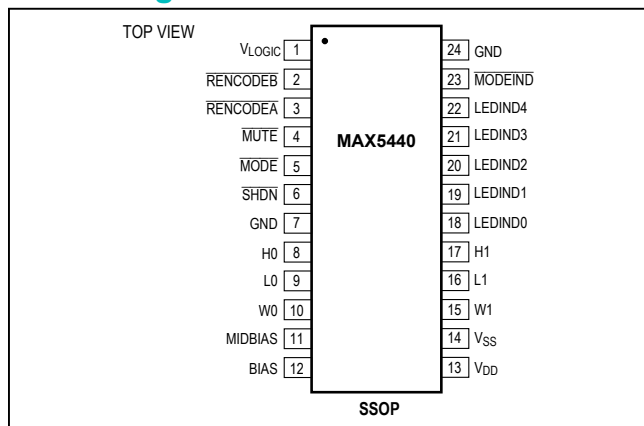 TOP VIEW
VLOGIC 1
RENCODEB 2
RENCODEA 3
MUTE 4
MODE 5
SHDN 6
GND 7
H0 8
L0 9
W0 10
MIDBIAS 11
BIAS 12
MAX5440
24 GND
23 MODEIND
22 LEDIND4
21 LEDIND3
20 LEDIND2
19 LEDIND1
18 LEDIND0
17 H1
16 L1
15 W1
14 VSS
13 VDD
SSOP